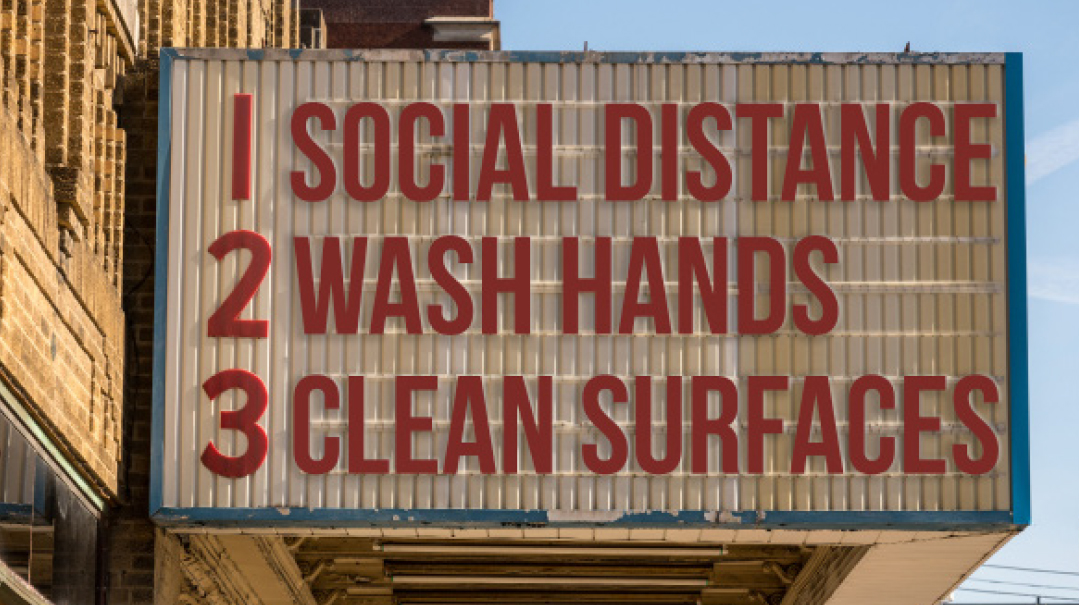 1 SOCIAL DISTANCE
2 WASH HANDS
3 CLEAN SURFACES